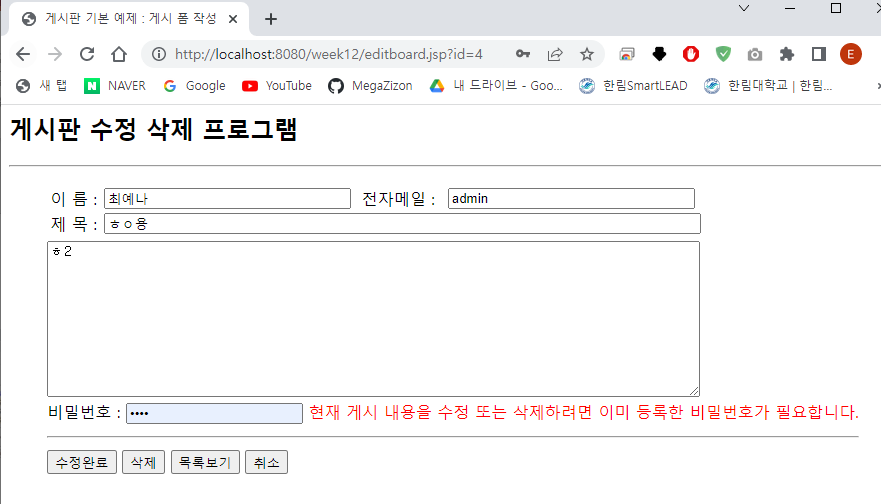 게시판 기본 예제 : 게시 폼 작성
http://localhost:8080/week12/editboard.jsp?id=4
E
새 탭 NAVER Google YouTube MegaZizon 내 드라이브 - Goo... 한림SmartLEAD 한림대학교 | 한림...
게시판 수정 삭제 프로그램
이 름 : 최예나 전자메일 : admin
제 목 : ㅎㅇ용
ㅎ2
비밀번호 : •••• 현재 게시 내용을 수정 또는 삭제하려면 이미 등록한 비밀번호가 필요합니다.
수정완료 삭제 목록보기 취소